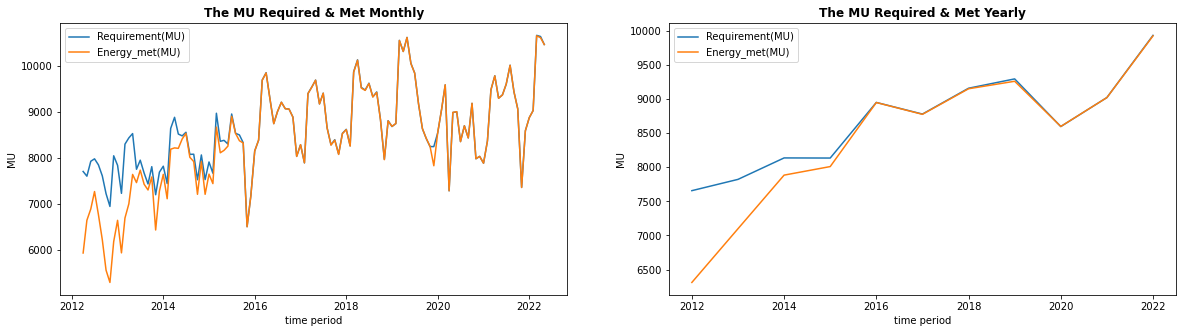 The MU Required & Met Monthly
Requirement(MU)
Energy_met(MU)
10000
9000
8000
7000
6000
MU
2012
2014
2016
2018
2020
2022
time period
The MU Required & Met Yearly
Requirement(MU)
Energy_met(MU)
10000
9500
9000
8500
8000
7500
7000
6500
MU
2012
2014
2016
2018
2020
2022
time period